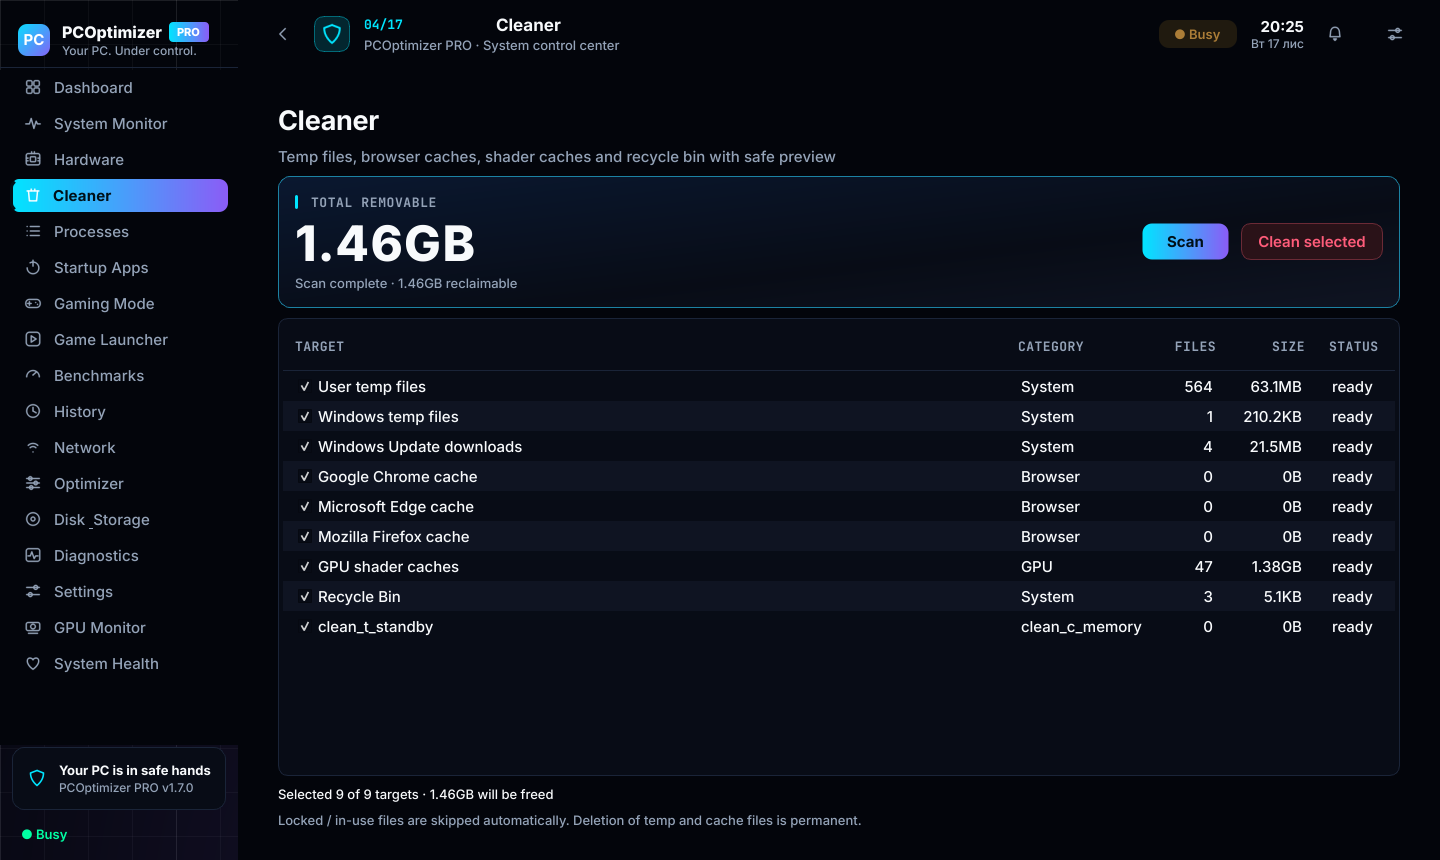 PC PCOptimizer PRO
Your PC. Under control.
Dashboard
System Monitor
Hardware
Cleaner
Processes
Startup Apps
Gaming Mode
Game Launcher
Benchmarks
History
Network
Optimizer
Disk _Storage
Diagnostics
Settings
GPU Monitor
System Health
Your PC is in safe hands
PCOptimizer PRO v1.7.0
Busy
04/17 Cleaner
PCOptimizer PRO · System control center
Busy
20:25
Вт 17 лис
Cleaner
Temp files, browser caches, shader caches and recycle bin with safe preview
TOTAL REMOVABLE
1.46GB
Scan complete · 1.46GB reclaimable
Scan Clean selected
TARGET CATEGORY FILES SIZE STATUS
✓ User temp files System 564 63.1MB ready
✓ Windows temp files System 1 210.2KB ready
✓ Windows Update downloads System 4 21.5MB ready
✓ Google Chrome cache Browser 0 0B ready
✓ Microsoft Edge cache Browser 0 0B ready
✓ Mozilla Firefox cache Browser 0 0B ready
✓ GPU shader caches GPU 47 1.38GB ready
✓ Recycle Bin System 3 5.1KB ready
✓ clean_t_standby clean_c_memory 0 0B ready
Selected 9 of 9 targets · 1.46GB will be freed
Locked / in-use files are skipped automatically. Deletion of temp and cache files is permanent.